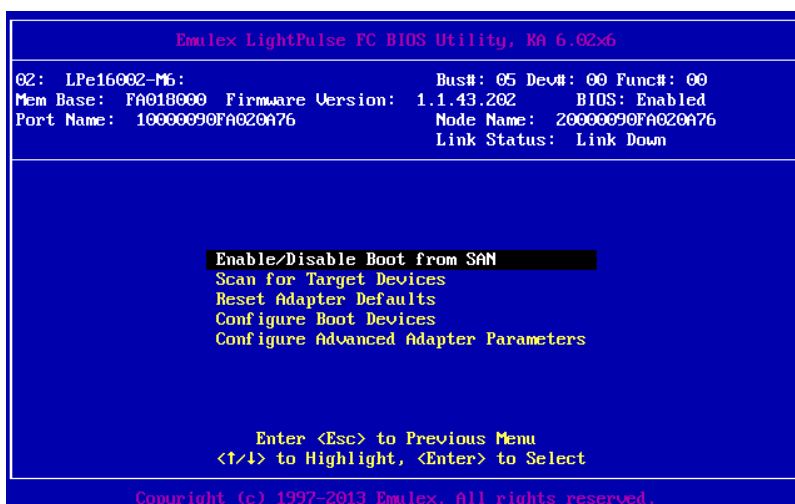 Emulex LightPulse FC BIOS Utility, KA 6.02x6
02: LPe16002-M6: Bus#: 05 Dev#: 00 Func#: 00
Mem Base: FA018000 Firmware Version: 1.1.43.202 BIOS: Enabled
Port Name: 10000090FA020A76 Node Name: 20000090FA020A76
Link Status: Link Down
Enable/Disable Boot from SAN
Scan for Target Devices
Reset Adapter Defaults
Configure Boot Devices
Configure Advanced Adapter Parameters
Enter <Esc> to Previous Menu
<↑/↓> to Highlight, <Enter> to Select
Copyright (c) 1997-2013 Emulex. All rights reserved.